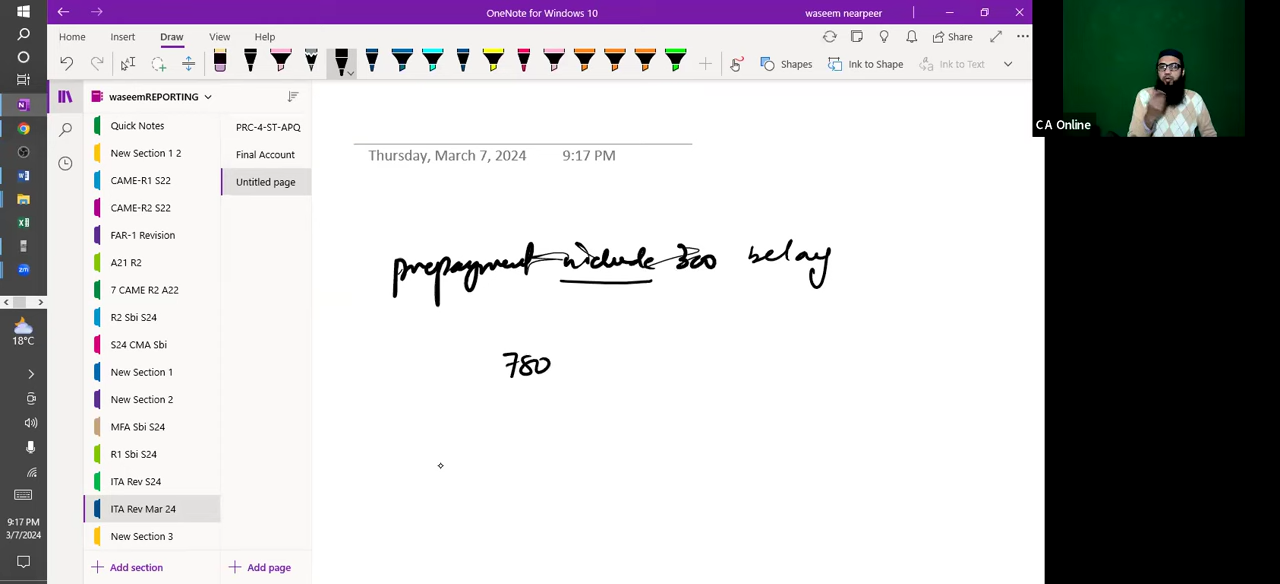 OneNote for Windows 10
waseem nearpeer
Home Insert Draw View Help
Share
Shapes Ink to Shape Ink to Text
waseemREPORTING
Quick Notes
New Section 1 2
CAME-R1 S22
CAME-R2 S22
FAR-1 Revision
A21 R2
7 CAME R2 A22
R2 Sbi S24
S24 CMA Sbi
New Section 1
New Section 2
MFA Sbi S24
R1 Sbi S24
ITA Rev S24
ITA Rev Mar 24
New Section 3
Add section
PRC-4-ST-APQ
Final Account
Untitled page
Add page
Thursday, March 7, 2024 9:17 PM
prepayment include 300 belay
780
C A Online
18°C
9:17 PM
3/7/2024